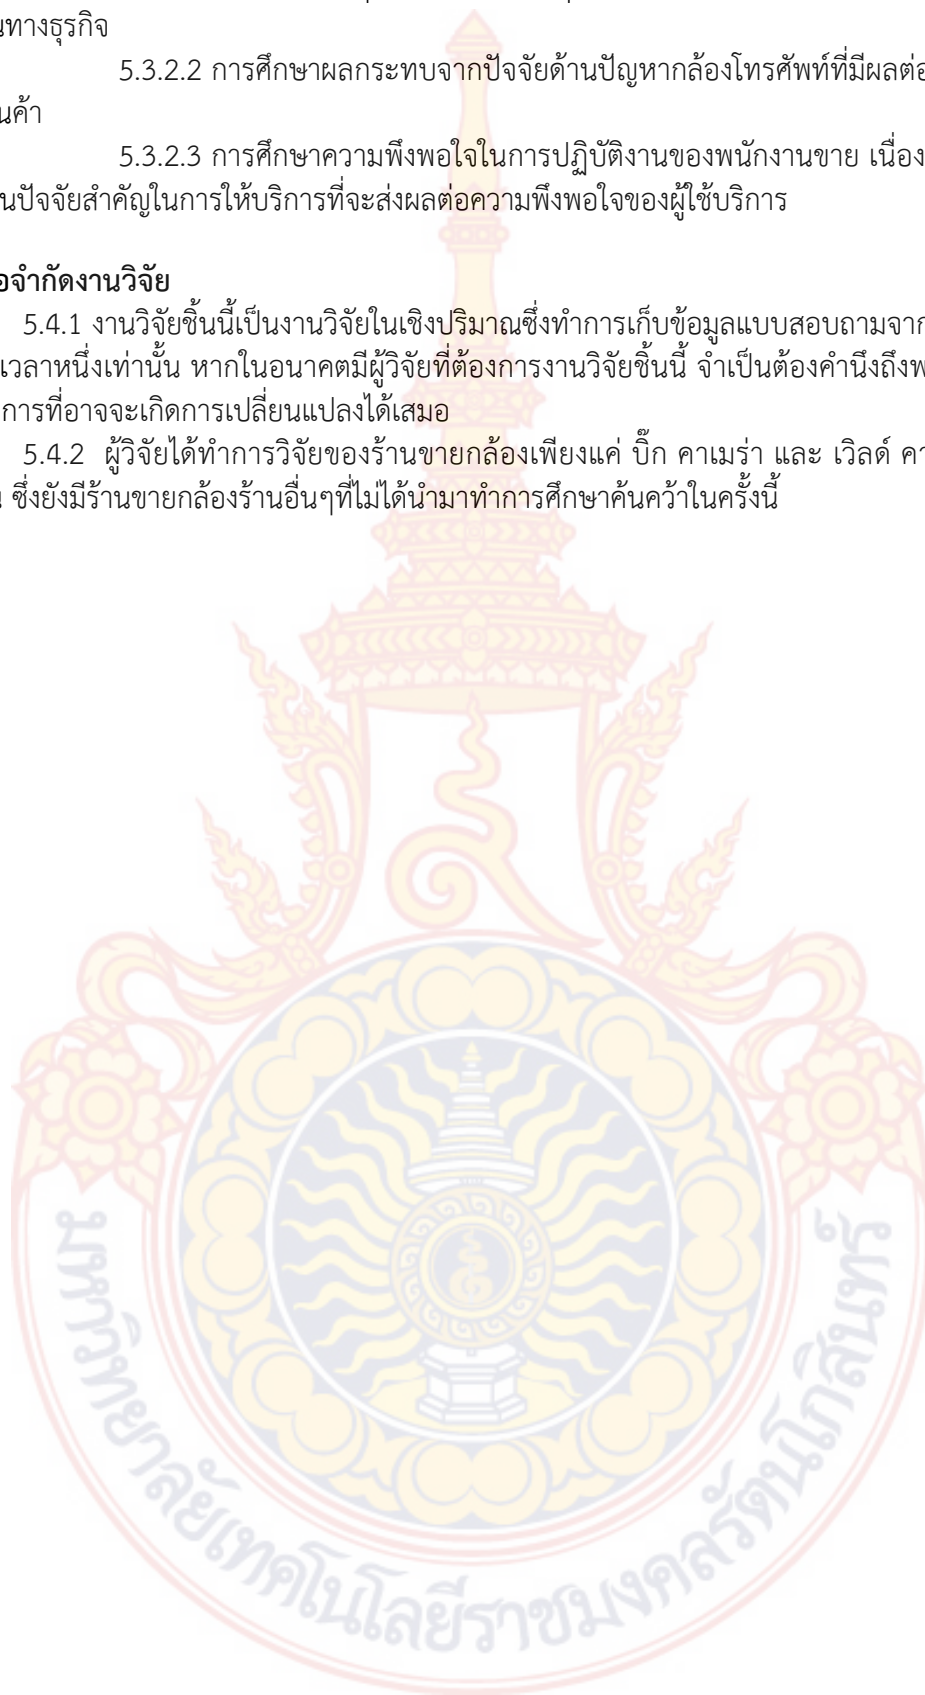 นทางธุรกิจ
5.3.2.2 การศึกษาผลกระทบจากปัจจัยด้านปัญหากล้องโทรศัพท์ที่มีผลต่อ
นค้า
5.3.2.3 การศึกษาความพึงพอใจในการปฏิบัติงานของพนักงานขาย เนื่อง
นปัจจัยสำคัญในการให้บริการที่จะส่งผลต่อความพึงพอใจของผู้ใช้บริการ
อจำกัดงานวิจัย
5.4.1 งานวิจัยชิ้นนี้เป็นงานวิจัยในเชิงปริมาณซึ่งทำการเก็บข้อมูลแบบสอบถามจาก
เวลาหนึ่งเท่านั้น หากในอนาคตมีผู้วิจัยที่ต้องการงานวิจัยชิ้นนี้ จำเป็นต้องคำนึงถึงพ
การที่อาจจะเกิดการเปลี่ยนแปลงได้เสมอ
5.4.2 ผู้วิจัยได้ทำการวิจัยของร้านขายกล้องเพียงแค่ บิ๊ก คาเมร่า และ เวิลด์ คา
น ซึ่งยังมีร้านขายกล้องร้านอื่นๆที่ไม่ได้นำมาทำการศึกษาค้นคว้าในครั้งนี้
มหาวิทยาลัยเทคโนโลยีราชมงคลรัตนโกสินทร์